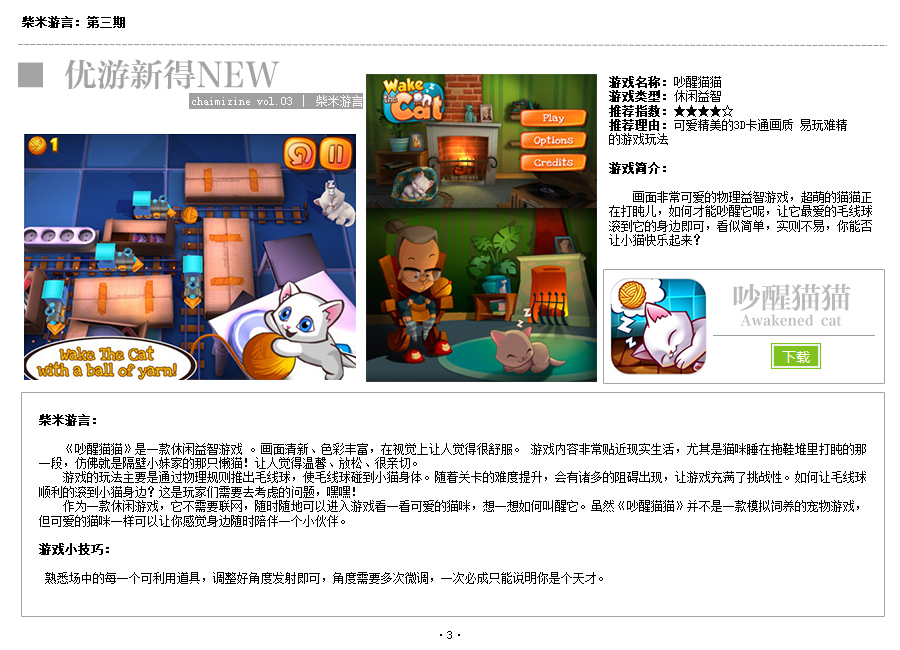 柴米游言：第三期
优游新得NEW
chaimizine vol.03 | 柴米游言
1
z
z
Wake The Cat
with a ball of yarn!
Wake
the Cat
Play
Options
Credits
z
z
游戏名称：吵醒猫猫
游戏类型：休闲益智
推荐指数：★★★★☆
推荐理由：可爱精美的3D卡通画质 易玩难精
的游戏玩法
游戏简介：
画面非常可爱的物理益智游戏，超萌的猫猫正
在打盹儿，如何才能吵醒它呢，让它最爱的毛线球
滚到它的身边即可，看似简单，实则不易，你能否
让小猫快乐起来？
z
z
吵醒猫猫
Awakened cat
下载
柴米游言：
《吵醒猫猫》是一款休闲益智游戏 。画面清新、色彩丰富，在视觉上让人觉得很舒服。 游戏内容非常贴近现实生活，尤其是猫咪睡在拖鞋堆里打盹的那
一段，仿佛就是隔壁小妹家的那只懒猫！让人觉得温馨、放松、很亲切。
游戏的玩法主要是通过物理规则推出毛线球，使毛线球碰到小猫身体。随着关卡的难度提升，会有诸多的阻碍出现，让游戏充满了挑战性。如何让毛线球
顺利的滚到小猫身边？这是玩家们需要去考虑的问题，嘿嘿！
作为一款休闲游戏，它不需要联网，随时随地可以进入游戏看一看可爱的猫咪，想一想如何叫醒它。虽然《吵醒猫猫》并不是一款模拟饲养的宠物游戏，
但可爱的猫咪一样可以让你感觉身边随时陪伴一个小伙伴。
游戏小技巧：
熟悉场中的每一个可利用道具，调整好角度发射即可，角度需要多次微调，一次必成只能说明你是个天才。
·3·